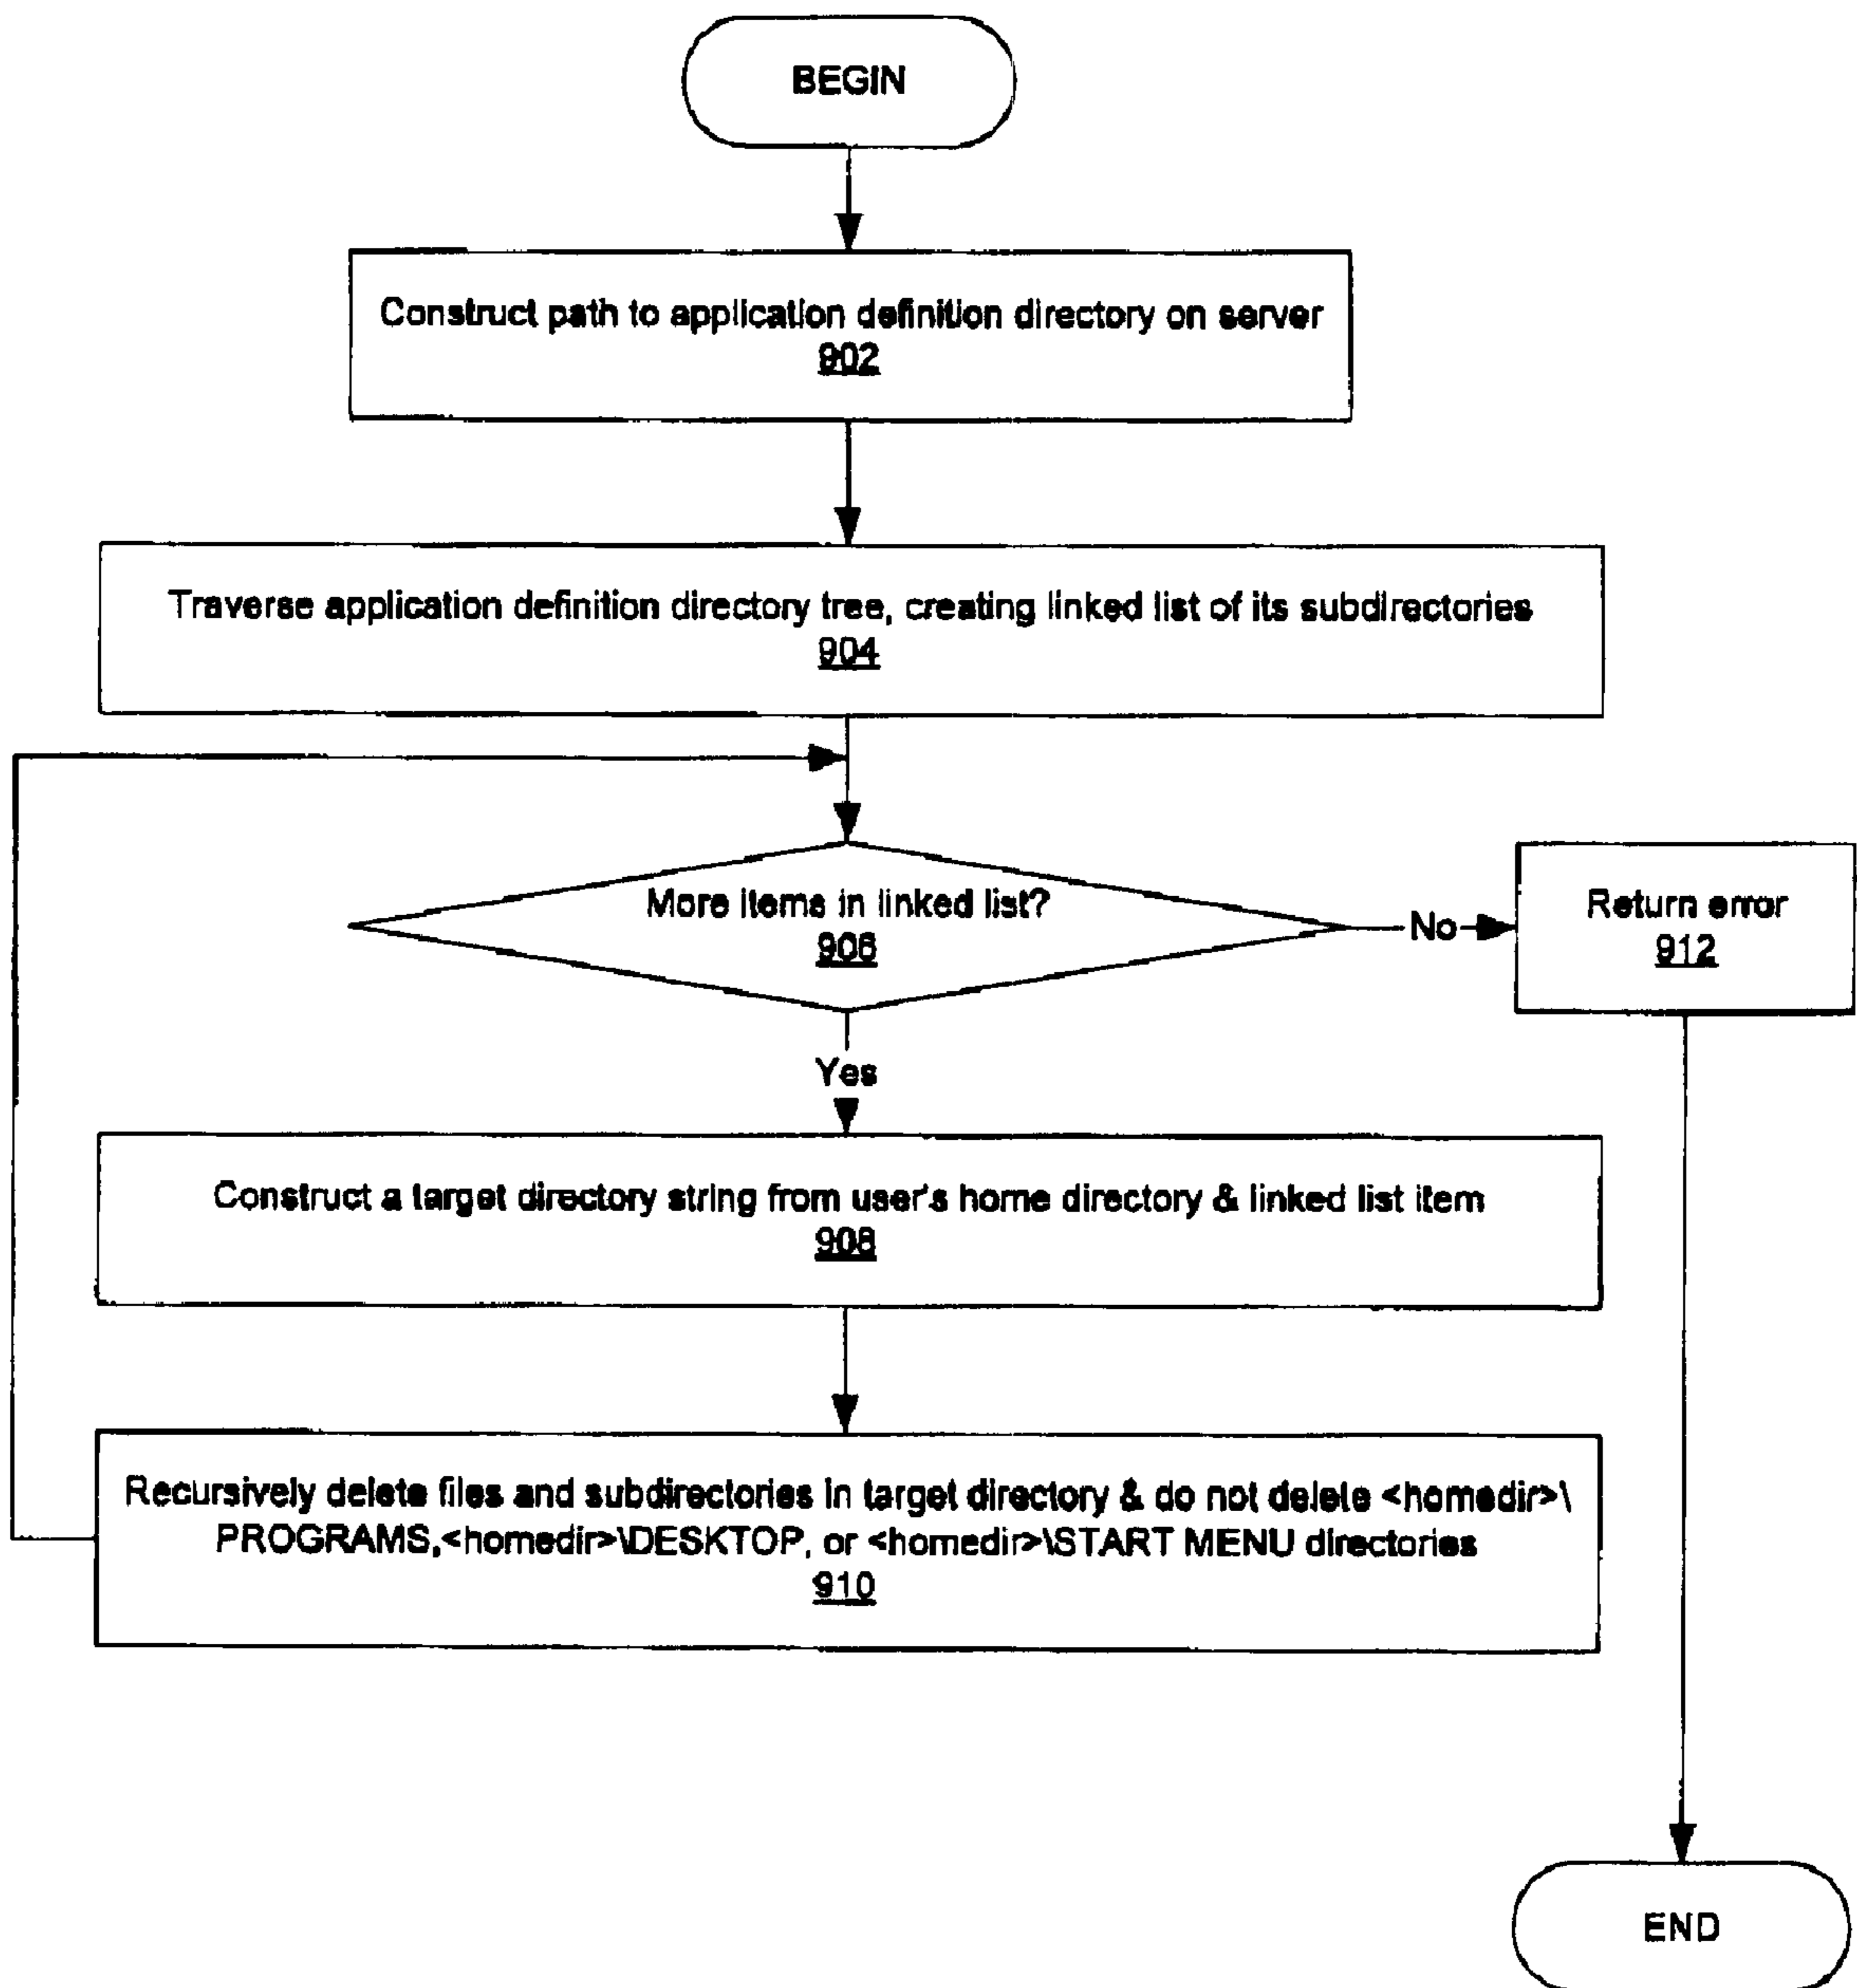 BEGIN
Construct path to application definition directory on server
902
Traverse application definition directory tree, creating linked list of its subdirectories
904
More items in linked list?
906
No
Return error
912
Yes
Construct a target directory string from user's home directory & linked list item
908
Recursively delete files and subdirectories in target directory & do not delete <homedir>\
PROGRAMS,<homedir>\DESKTOP, or <homedir>\START MENU directories
910
END